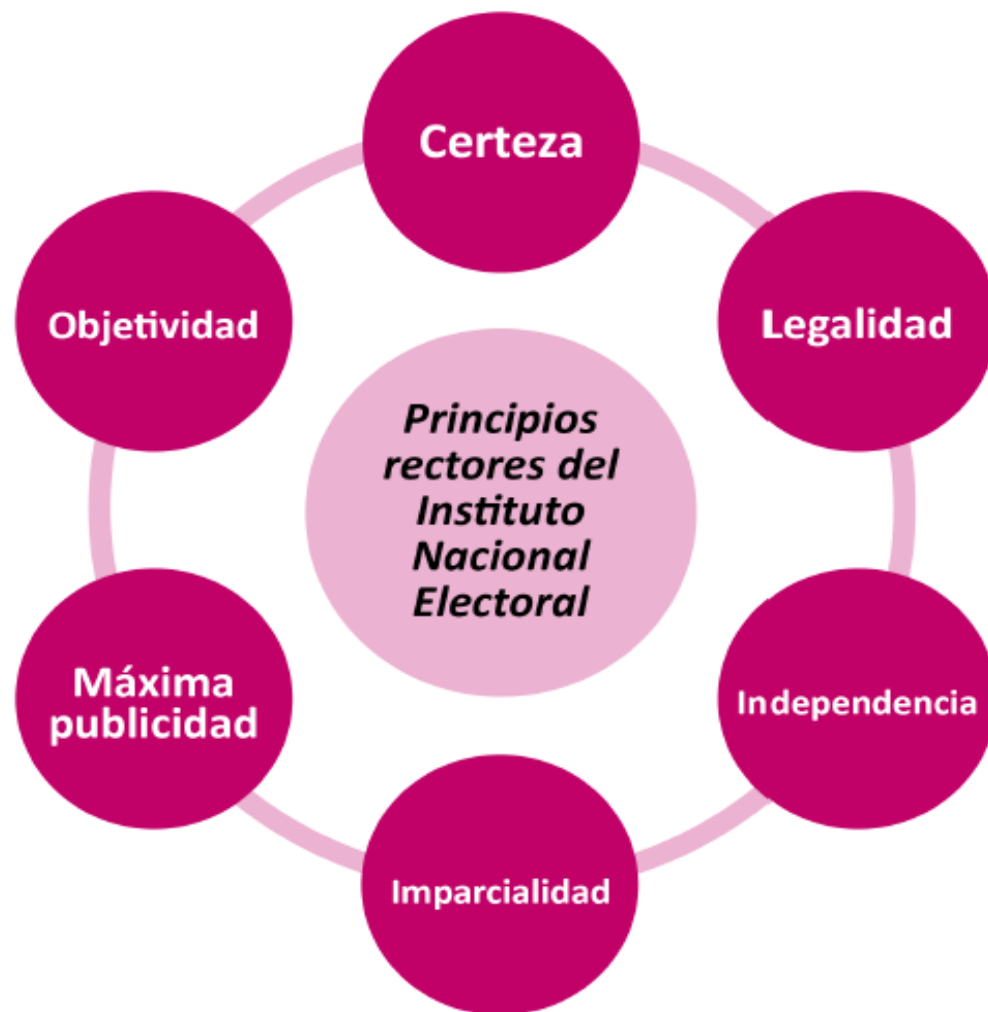 Certeza
Legalidad
Independencia
Imparcialidad
Máxima
publicidad
Objetividad
Principios
rectores del
Instituto
Nacional
Electoral